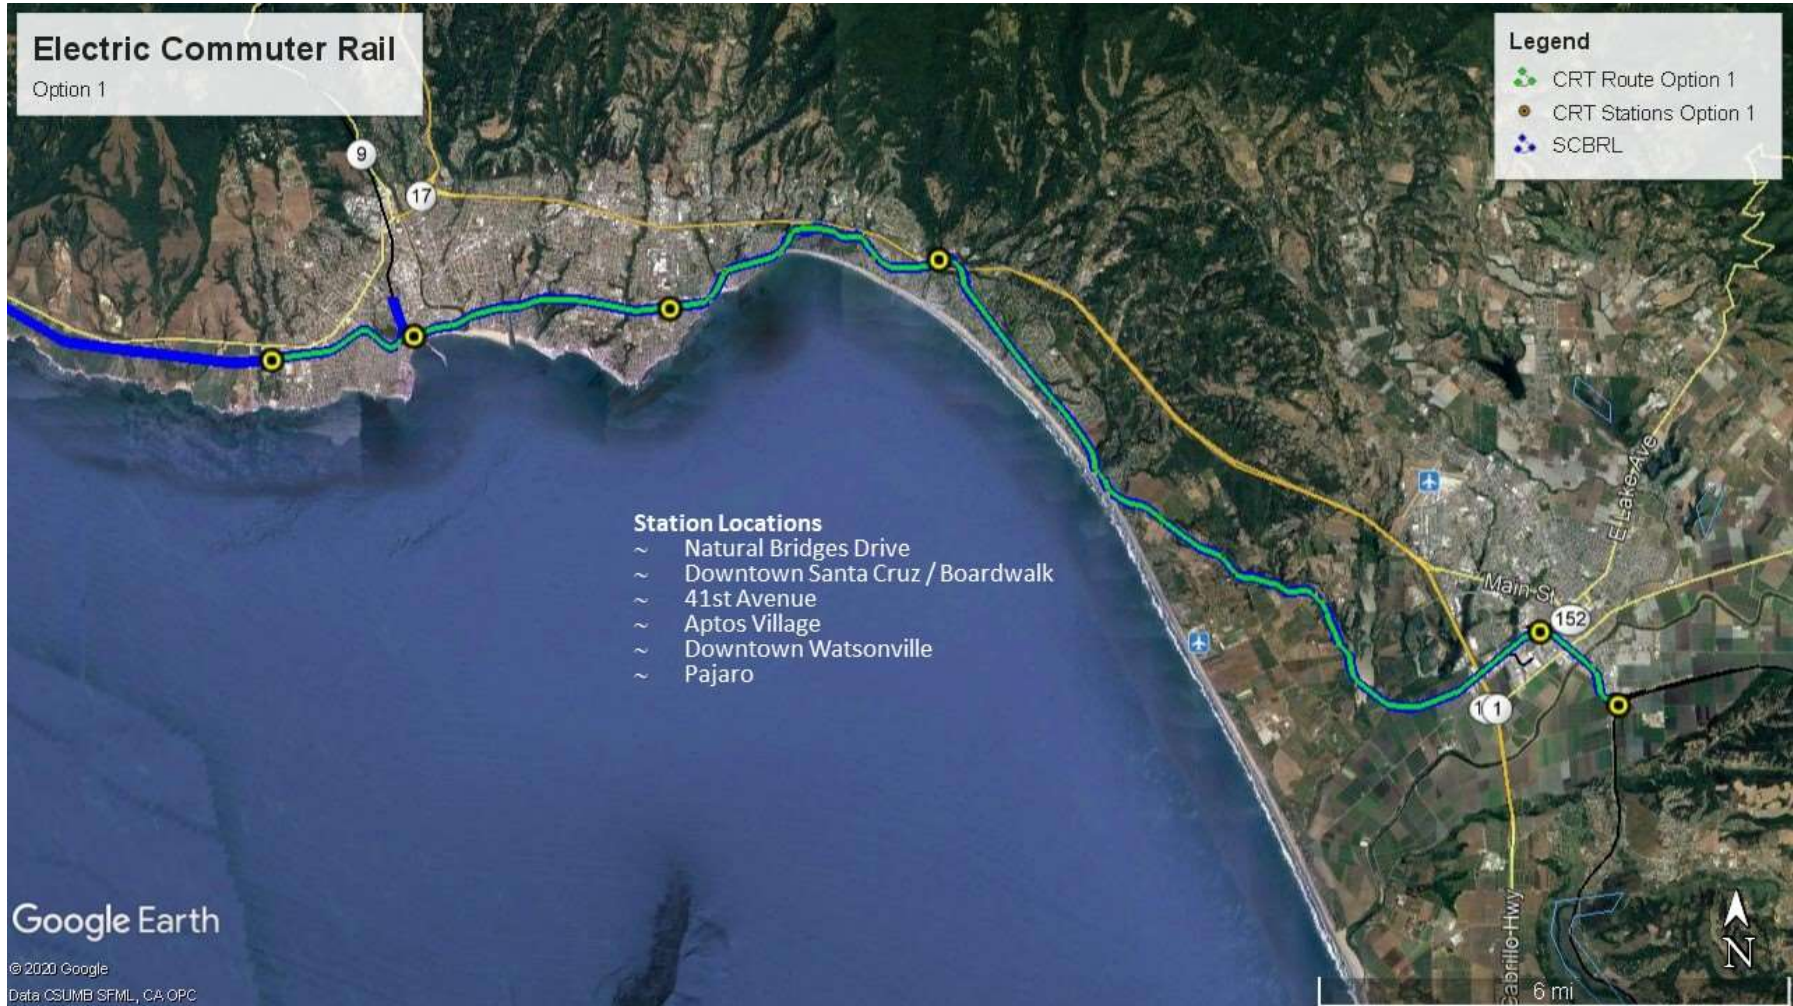 Electric Commuter Rail
Option 1
Legend
CRT Route Option 1
CRT Stations Option 1
SCBRL
9
17
E Lake Ave
Station Locations
~ Natural Bridges Drive
~ Downtown Santa Cruz / Boardwalk
~ 41st Avenue
~ Aptos Village
~ Downtown Watsonville
~ Pajaro
Main St
152
1
1
Cabrillo Hwy
Google Earth
N
© 2020 Google
Data CSUMB SFML, CA OPC
6 mi